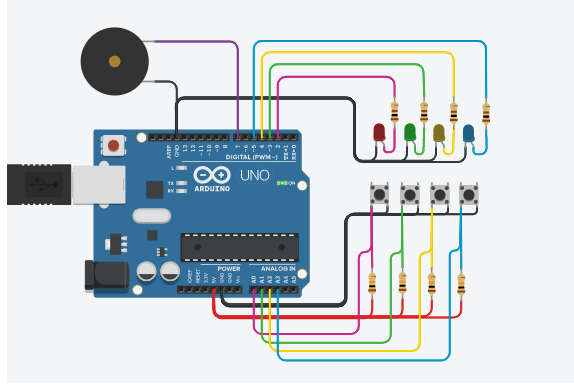 AREF
GND
13
12
~11
~10
~9
8
7
~6
~5
4
~3
2
TX→1
RX←0
DIGITAL (PWM~)
L
TX
RX
ARDUINO
UNO
ON
POWER
ANALOG IN
IOREF
RESET
3.3V
5V
GND
GND
Vin
A0
A1
A2
A3
A4
A5